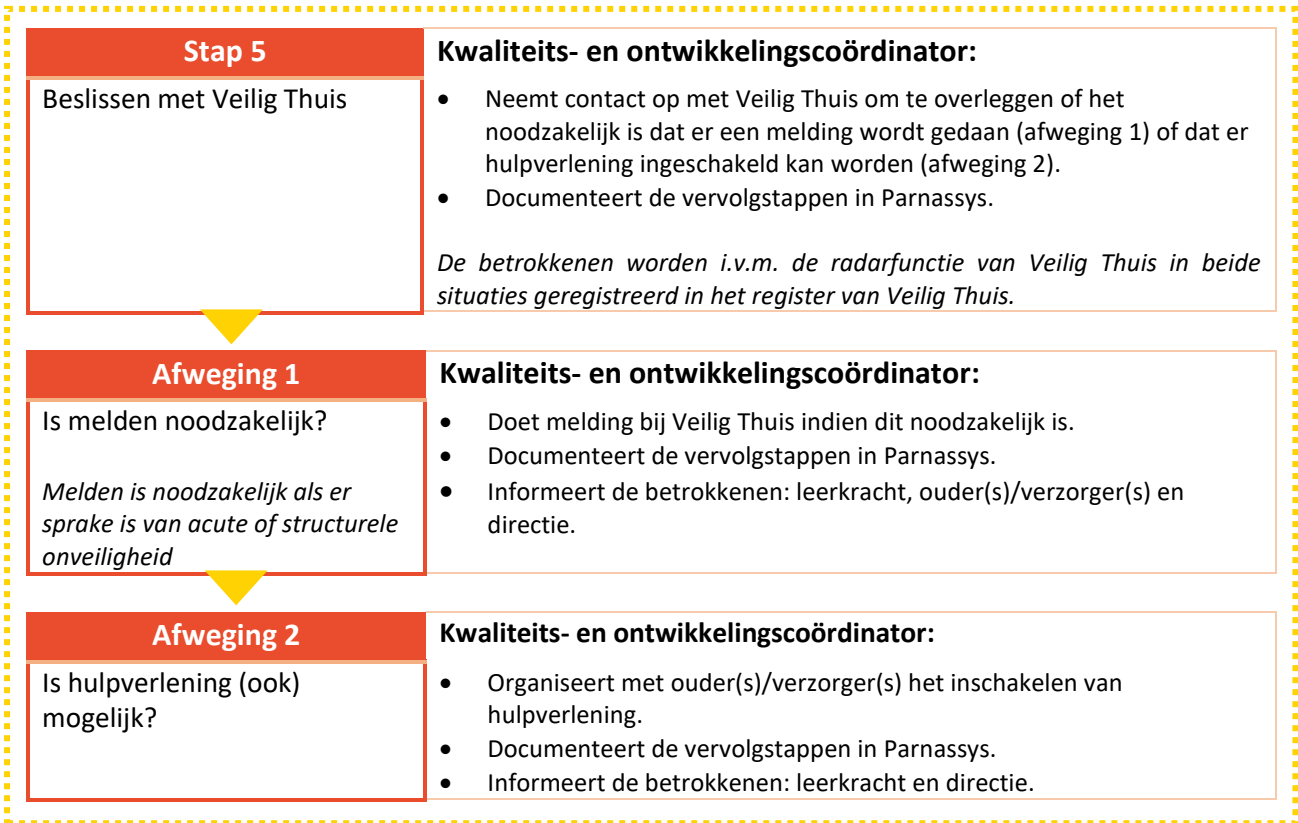 Stap 5
Beslissen met Veilig Thuis
Kwaliteits- en ontwikkelingscoördinator:
• Neemt contact op met Veilig Thuis om te overleggen of het
noodzakelijk is dat er een melding wordt gedaan (afweging 1) of dat er
hulpverlening ingeschakeld kan worden (afweging 2).
• Documenteert de vervolgstappen in Parnassys.
De betrokkenen worden i.v.m. de radarfunctie van Veilig Thuis in beide
situaties geregistreerd in het register van Veilig Thuis.
Afweging 1
Is melden noodzakelijk?
Melden is noodzakelijk als er
sprake is van acute of structurele
onveiligheid
Kwaliteits- en ontwikkelingscoördinator:
• Doet melding bij Veilig Thuis indien dit noodzakelijk is.
• Documenteert de vervolgstappen in Parnassys.
• Informeert de betrokkenen: leerkracht, ouder(s)/verzorger(s) en
directie.
Afweging 2
Is hulpverlening (ook)
mogelijk?
Kwaliteits- en ontwikkelingscoördinator:
• Organiseert met ouder(s)/verzorger(s) het inschakelen van
hulpverlening.
• Documenteert de vervolgstappen in Parnassys.
• Informeert de betrokkenen: leerkracht en directie.